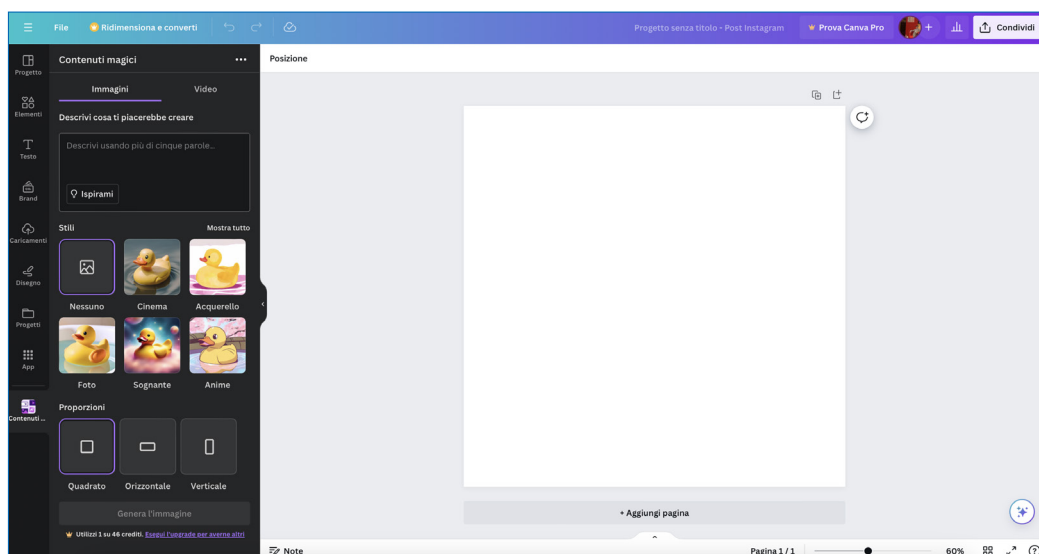 File
Ridimensiona e converti
Progetto senza titolo - Post Instagram
Prova Canva Pro
Condividi
Progetto
Elementi
Testo
Brand
Caricamenti
Disegno
Progetti
App
Contenuti ...
Contenuti magici
Immagini
Video
Descrivi cosa ti piacerebbe creare
Descrivi usando più di cinque parole...
Ispirami
Stili
Mostra tutto
Nessuno
Cinema
Acquerello
Foto
Sognante
Anime
Proporzioni
Quadrato
Orizzontale
Verticale
Genera l'immagine
Utilizzi 1 su 46 crediti. Esegui l'upgrade per averne altri
Posizione
+ Aggiungi pagina
Note
Pagina 1 / 1
60%